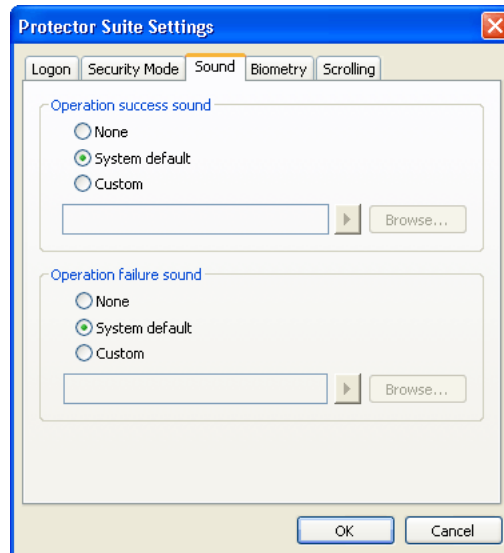 Protector Suite Settings
Logon Security Mode Sound Biometry Scrolling
Operation success sound
None
System default
Custom
Browse...
Operation failure sound
None
System default
Custom
Browse...
OK Cancel